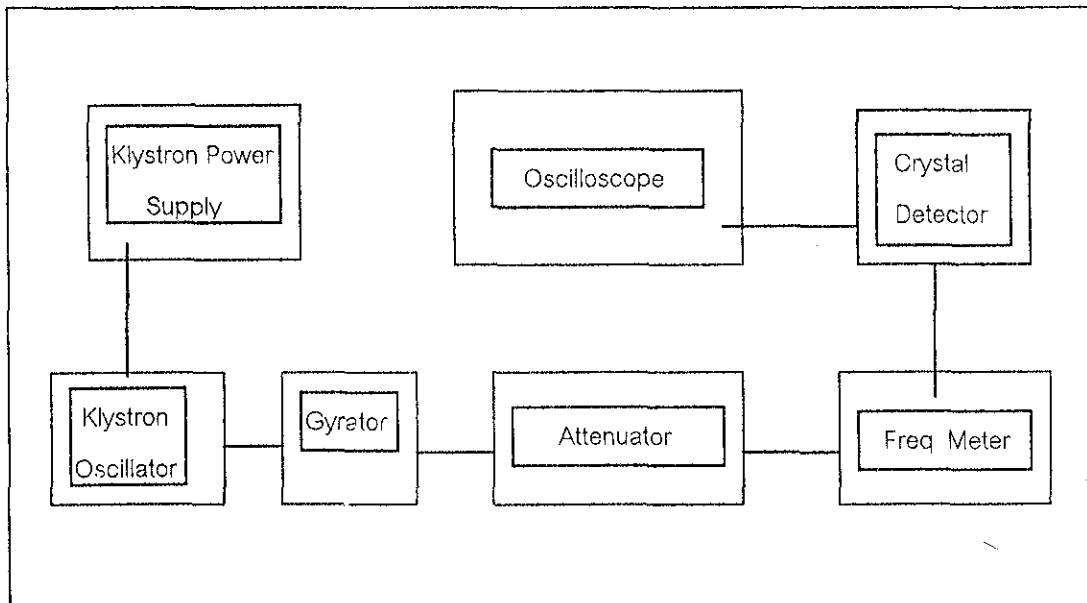 Klystron Power
Supply
Oscilloscope
Crystal
Detector
Klystron
Oscillator
Gyrator
Attenuator
Freq Meter